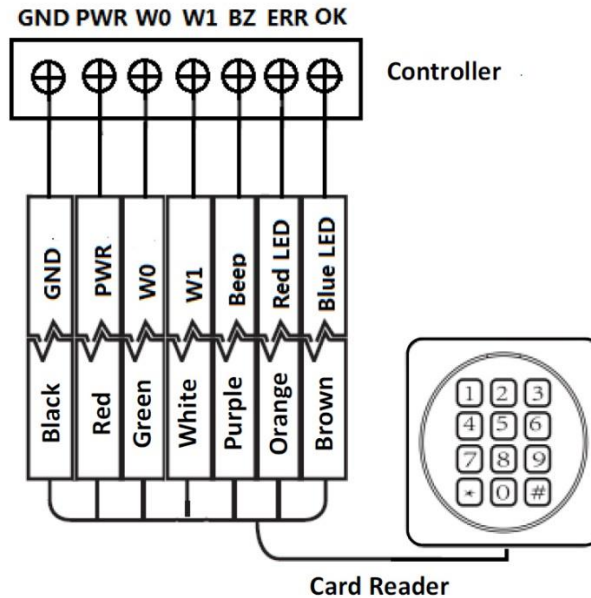 GND PWR W0 W1 BZ ERR OK
Controller
GND
PWR
W0
W1
Beep
Red LED
Blue LED
Black
Red
Green
White
Purple
Orange
Brown
1 2 3
4 5 6
7 8 9
* 0 #
Card Reader